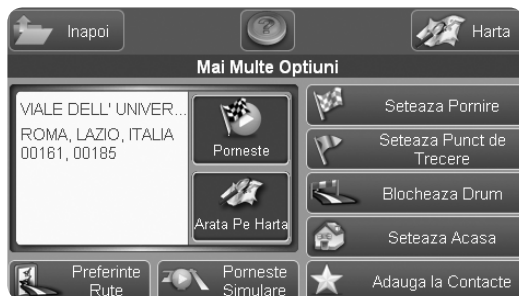 Inapoi
Harta
Mai Multe Optiuni
VIALE DELL' UNIVER...
ROMA, LAZIO, ITALIA
00161, 00185
Porneste
Arata Pe Harta
Seteaza Pornire
Seteaza Punct de
Trecere
Blocheaza Drum
Seteaza Acasa
Preferinte
Rute
Porneste
Simulare
Adauga la Contacte